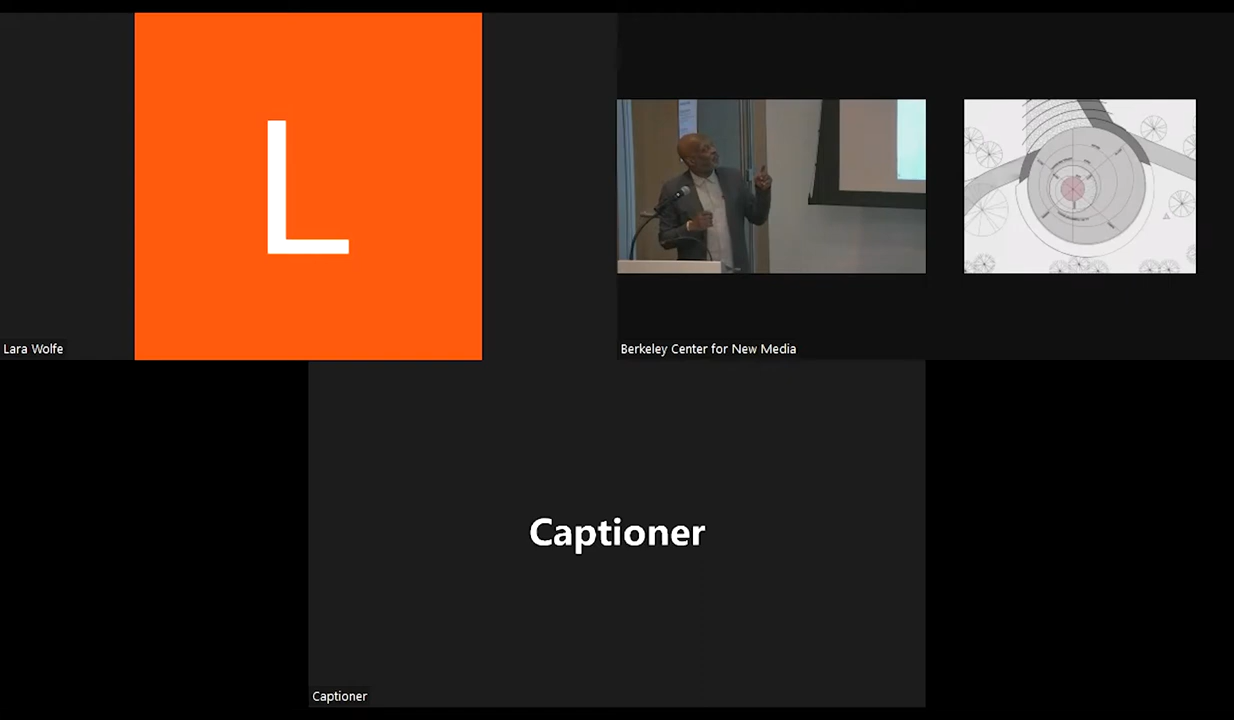 L
Lara Wolfe
Berkeley Center for New Media
Captioner
Captioner